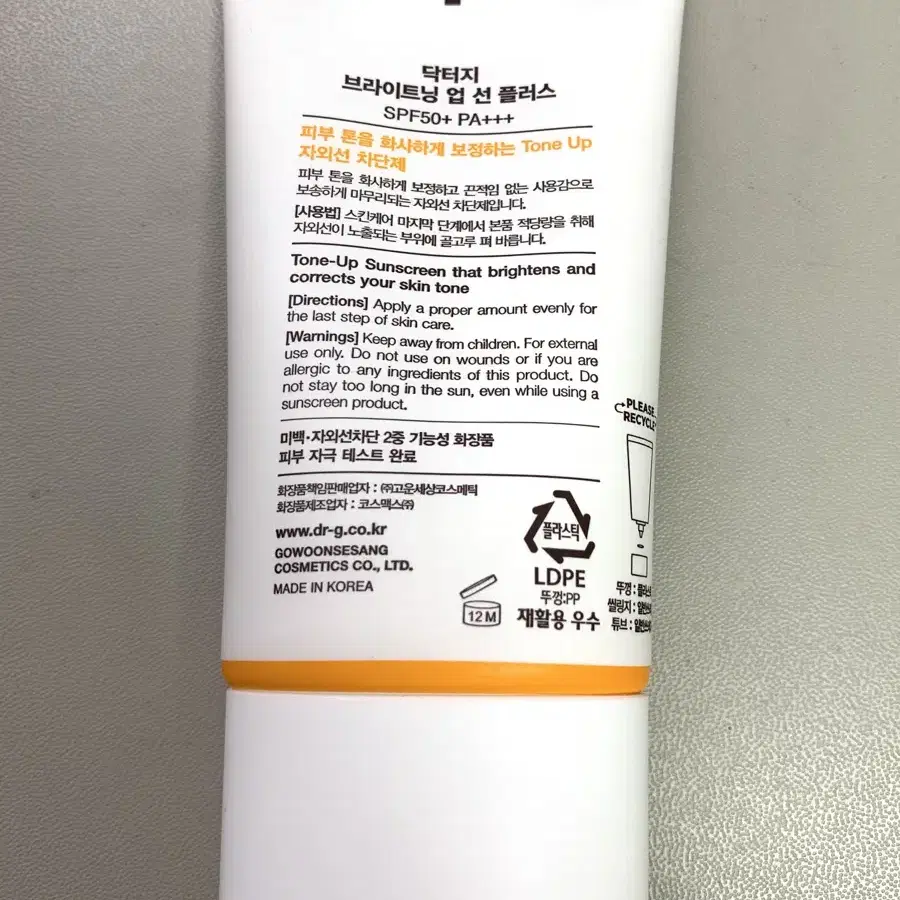 닥터지
브라이트닝 업 선 플러스
SPF50+ PA+++
피부 톤을 화사하게 보정하는 Tone Up
자외선 차단제
피부 톤을 화사하게 보정하고 끈적임 없는 사용감으로
보송하게 마무리되는 자외선 차단제입니다.
[사용법] 스킨케어 마지막 단계에서 본품 적당량을 취해
자외선이 노출되는 부위에 골고루 펴 바릅니다.
Tone-Up Sunscreen that brightens and
corrects your skin tone
[Directions] Apply a proper amount evenly for
the last step of skin care.
[Warnings] Keep away from children. For external
use only. Do not use on wounds or if you are
allergic to any ingredients of this product. Do
not stay too long in the sun, even while using a
sunscreen product.
미백·자외선차단 2중 기능성 화장품
피부 자극 테스트 완료
화장품책임판매업자 : ㈜고운세상코스메틱
화장품제조업자 : 코스맥스㈜
www.dr-g.co.kr
GOWOONSESANG
COSMETICS CO., LTD.
MADE IN KOREA
12M
플라스틱
LDPE
뚜껑:PP
재활용 우수
PLEASE
RECYCLE
뚜껑 :
씰링지 :
튜브 :